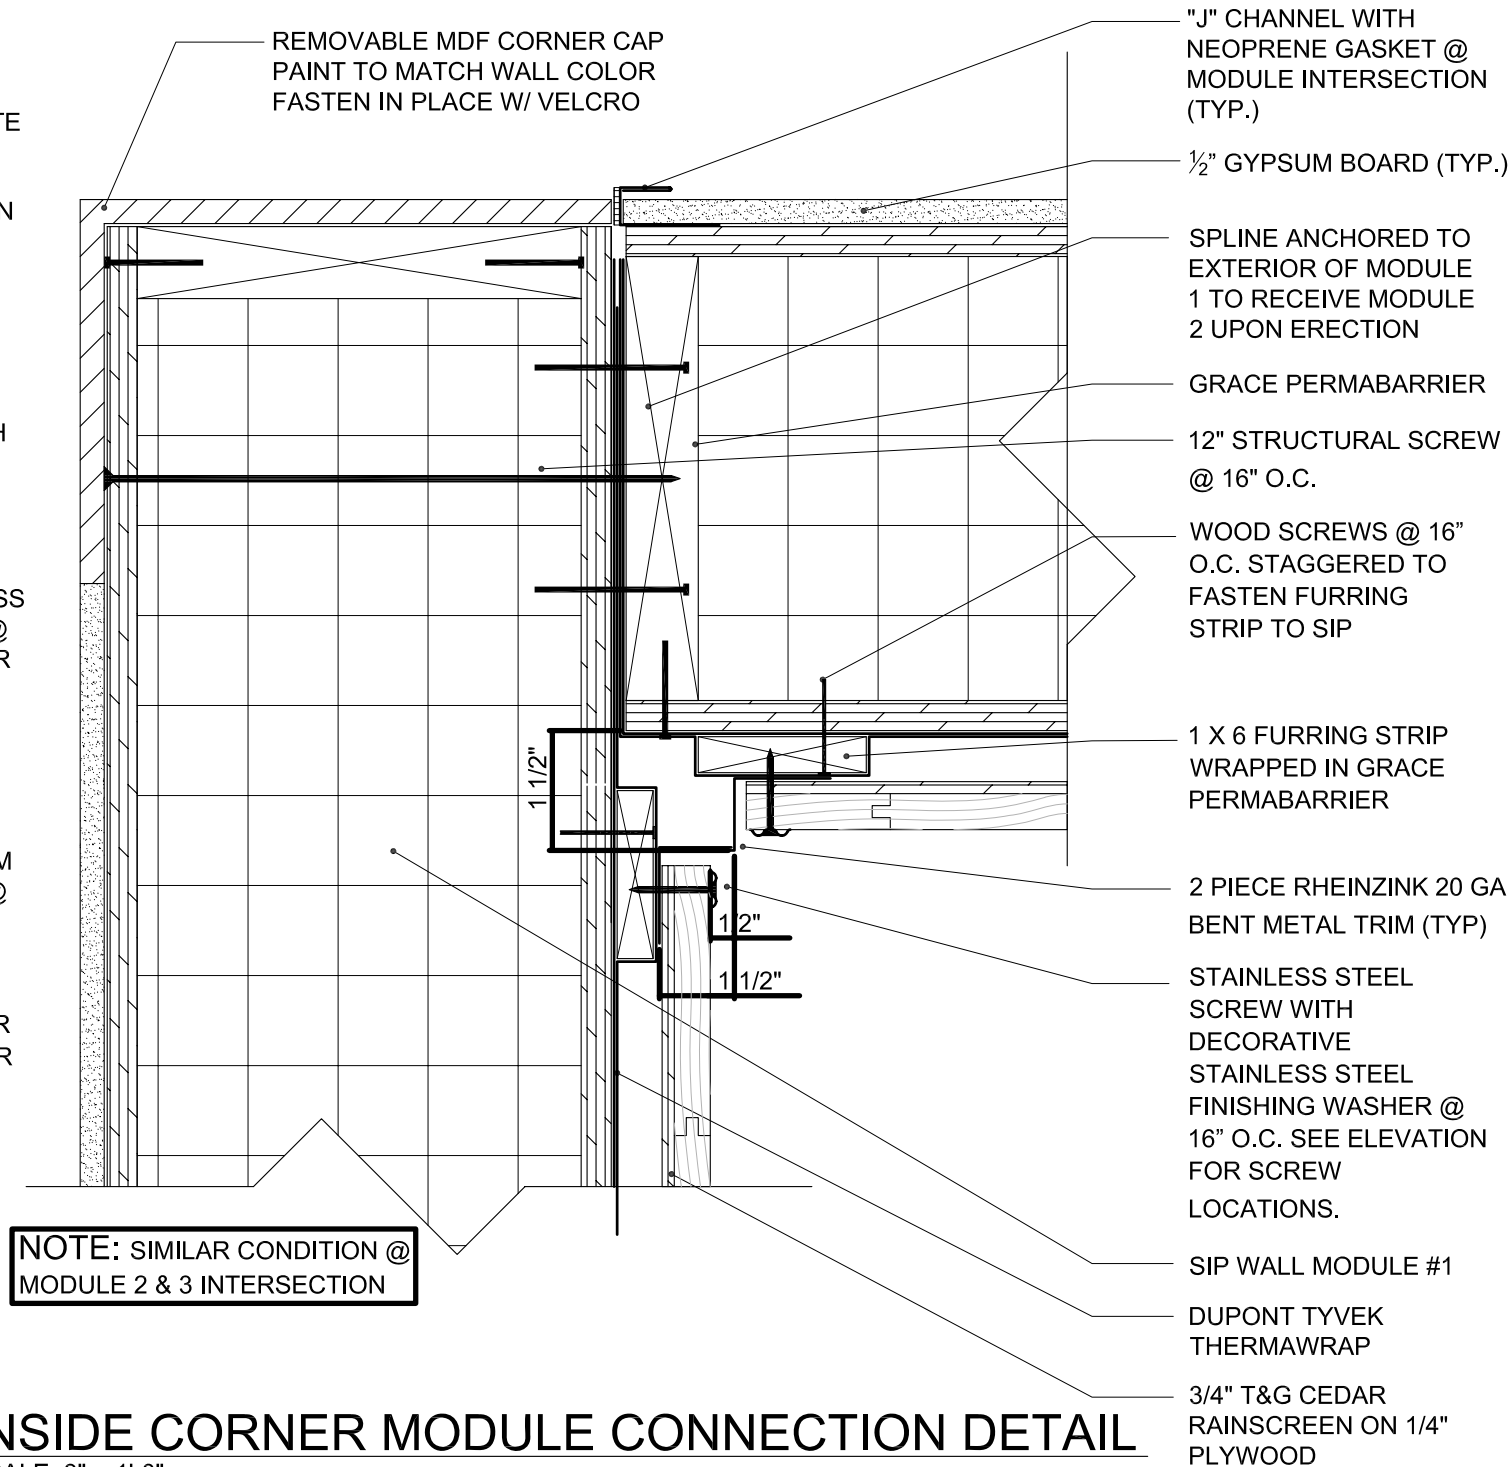 REMOVABLE MDF CORNER CAP
PAINT TO MATCH WALL COLOR
FASTEN IN PLACE W/ VELCRO
"J" CHANNEL WITH
NEOPRENE GASKET @
MODULE INTERSECTION
(TYP.)
½" GYPSUM BOARD (TYP.)
SPLINE ANCHORED TO
EXTERIOR OF MODULE
1 TO RECEIVE MODULE
2 UPON ERECTION
GRACE PERMABARRIER
12" STRUCTURAL SCREW
@ 16" O.C.
WOOD SCREWS @ 16”
O.C. STAGGERED TO
FASTEN FURRING
STRIP TO SIP
1 X 6 FURRING STRIP
WRAPPED IN GRACE
PERMABARRIER
2 PIECE RHEINZINK 20 GA
BENT METAL TRIM (TYP)
STAINLESS STEEL
SCREW WITH
DECORATIVE
STAINLESS STEEL
FINISHING WASHER @
16” O.C. SEE ELEVATION
FOR SCREW
LOCATIONS.
SIP WALL MODULE #1
DUPONT TYVEK
THERMAWRAP
3/4" T&G CEDAR
RAINSCREEN ON 1/4"
PLYWOOD
1 1/2"
1/2"
1 1/2"
TE
N
H
SS
@
R
M
@
R
R
NOTE: SIMILAR CONDITION @
MODULE 2 & 3 INTERSECTION
NSIDE CORNER MODULE CONNECTION DETAIL